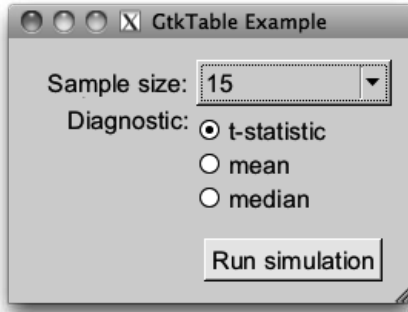 GtkTable Example
Sample size: 15
Diagnostic: t-statistic
mean
median
Run simulation